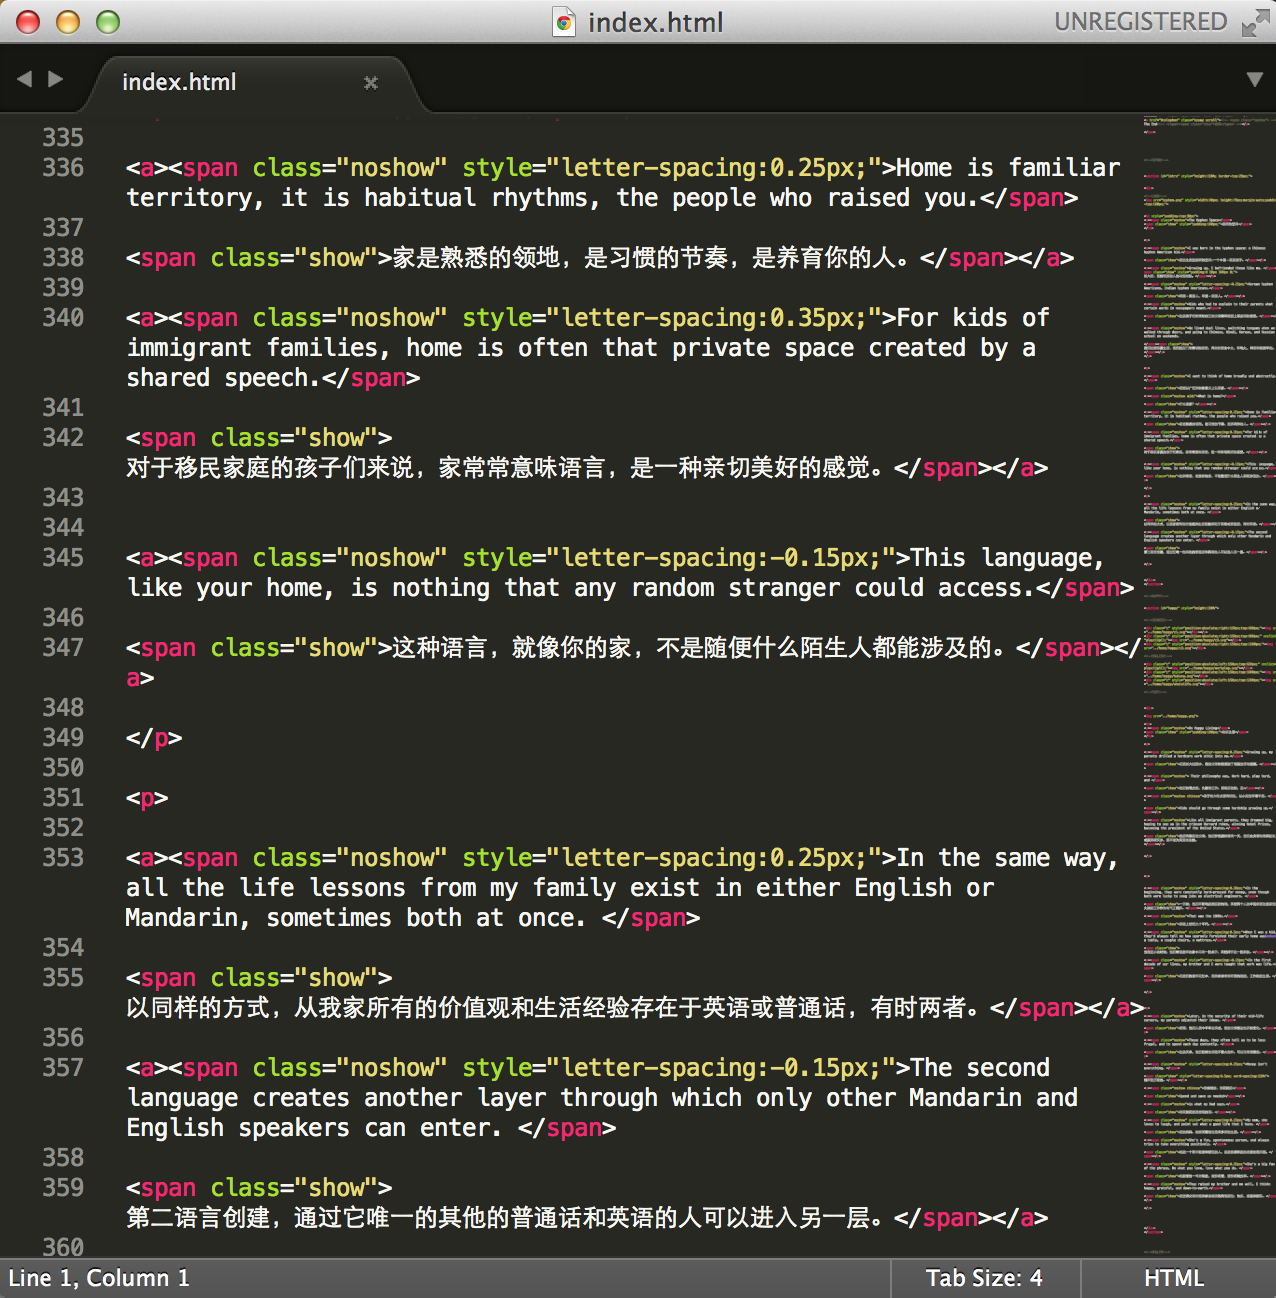 index.html
UNREGISTERED
index.html
335
336 <a><span class="noshow" style="letter-spacing:0.25px;">Home is familiar
territory, it is habitual rhythms, the people who raised you.</span>
337
338 <span class="show">家是熟悉的领地，是习惯的节奏，是养育你的人。</span></a>
339
340 <a><span class="noshow" style="letter-spacing:0.35px;">For kids of
immigrant families, home is often that private space created by a
shared speech.</span>
341
342 <span class="show">
对于移民家庭的孩子们来说，家常常意味语言，是一种亲切美好的感觉。</span></a>
343
344
345 <a><span class="noshow" style="letter-spacing:-0.15px;">This language,
like your home, is nothing that any random stranger could access.</span>
346
347 <span class="show">这种语言，就像你的家，不是随便什么陌生人都能涉及的。</span></
a>
348
349 </p>
350
351 <p>
352
353 <a><span class="noshow" style="letter-spacing:0.25px;">In the same way,
all the life lessons from my family exist in either English or
Mandarin, sometimes both at once. </span>
354
355 <span class="show">
以同样的方式，从我家所有的价值观和生活经验存在于英语或普通话，有时两者。</span></a>
356
357 <a><span class="noshow" style="letter-spacing:-0.15px;">The second
language creates another layer through which only other Mandarin and
English speakers can enter. </span>
358
359 <span class="show">
第二语言创建，通过它唯一的其他的普通话和英语的人可以进入另一层。</span></a>
360
Line 1, Column 1
Tab Size: 4
HTML